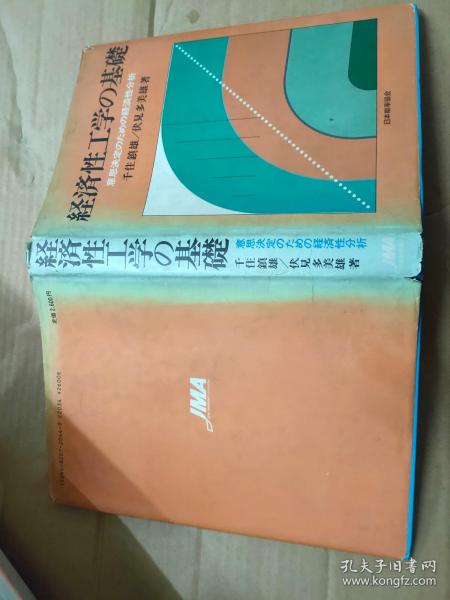 経済性工学の基礎
意思決定のための経済性分析
千住鎮雄/伏見多美雄著
日本能率協会
経済性工学の基礎
意思決定のための経済性分析
千住鎮雄/伏見多美雄著
JMA
定価2,600円
JMA
孔夫子旧书网
www.kongfz.com